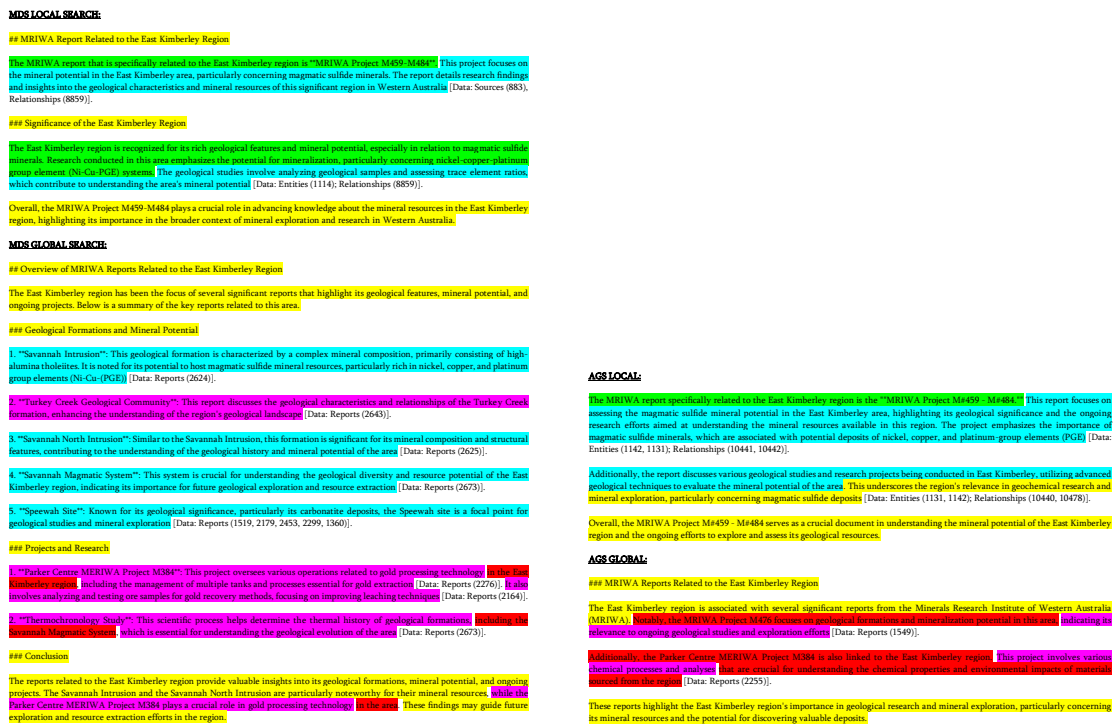 MDS LOCAL SEARCH:
## MRIWA Report Related to the East Kimberley Region
The MRIWA report that is specifically related to the East Kimberley region is **MRIWA Project M459-M484**. This project focuses on
the mineral potential in the East Kimberley area, particularly concerning magmatic sulfide minerals. The report details research findings
and insights into the geological characteristics and mineral resources of this significant region in Western Australia [Data: Sources (883),
Relationships (8859)].
### Significance of the East Kimberley Region
The East Kimberley region is recognized for its rich geological features and mineral potential, especially in relation to magmatic sulfide
minerals. Research conducted in this area emphasizes the potential for mineralization, particularly concerning nickel-copper-platinum
group element (Ni-Cu-PGE) systems. The geological studies involve analyzing geological samples and assessing trace element ratios,
which contribute to understanding the area's mineral potential [Data: Entities (1114); Relationships (8859)].
Overall, the MRIWA Project M459-M484 plays a crucial role in advancing knowledge about the mineral resources in the East Kimberley
region, highlighting its importance in the broader context of mineral exploration and research in Western Australia.
MDS GLOBAL SEARCH:
## Overview of MRIWA Reports Related to the East Kimberley Region
The East Kimberley region has been the focus of several significant reports that highlight its geological features, mineral potential, and
ongoing projects. Below is a summary of the key reports related to this area.
### Geological Formations and Mineral Potential
1. **Savannah Intrusion**: This geological formation is characterized by a complex mineral composition, primarily consisting of high-
alumina tholeiites. It is noted for its potential to host magmatic sulfide mineral resources, particularly rich in nickel, copper, and platinum
group elements (Ni-Cu-(PGE)) [Data: Reports (2624)].
2. **Turkey Creek Geological Community**: This report discusses the geological characteristics and relationships of the Turkey Creek
formation, enhancing the understanding of the region's geological landscape [Data: Reports (2643)].
3. **Savannah North Intrusion**: Similar to the Savannah Intrusion, this formation is significant for its mineral composition and structural
features, contributing to the understanding of the geological history and mineral potential of the area [Data: Reports (2625)].
4. **Savannah Magmatic System**: This system is crucial for understanding the geological diversity and resource potential of the East
Kimberley region, indicating its importance for future geological exploration and resource extraction [Data: Reports (2673)].
5. **Speewah Site**: Known for its geological significance, particularly its carbonatite deposits, the Speewah site is a focal point for
geological studies and mineral exploration [Data: Reports (1519, 2179, 2453, 2299, 1360)].
### Projects and Research
1. **Parker Centre MERIWA Project M384**: This project oversees various operations related to gold processing technology in the East
Kimberley region, including the management of multiple tanks and processes essential for gold extraction [Data: Reports (2276)]. It also
involves analyzing and testing ore samples for gold recovery methods, focusing on improving leaching techniques [Data: Reports (2164)].
2. **Thermochronology Study**: This scientific process helps determine the thermal history of geological formations, including the
Savannah Magmatic System, which is essential for understanding the geological evolution of the area [Data: Reports (2673)].
### Conclusion
The reports related to the East Kimberley region provide valuable insights into its geological formations, mineral potential, and ongoing
projects. The Savannah Intrusion and the Savannah North Intrusion are particularly noteworthy for their mineral resources, while the
Parker Centre MERIWA Project M384 plays a crucial role in gold processing technology in the area. These findings may guide future
exploration and resource extraction efforts in the region.
AGS LOCAL:
The MRIWA report specifically related to the East Kimberley region is the **MRIWA Project M#459 - M#484.** This report focuses on
assessing the magmatic sulfide mineral potential in the East Kimberley area, highlighting its geological significance and the ongoing
research efforts aimed at understanding the mineral resources available in this region. The project emphasizes the importance of
magmatic sulfide minerals, which are associated with potential deposits of nickel, copper, and platinum-group elements (PGE) [Data:
Entities (1142, 1131); Relationships (10441, 10442)].
Additionally, the report discusses various geological studies and research projects being conducted in East Kimberley, utilizing advanced
geological techniques to evaluate the mineral potential of the area. This underscores the region's relevance in geochemical research and
mineral exploration, particularly concerning magmatic sulfide deposits [Data: Entities (1131, 1142); Relationships (10440, 10478)].
Overall, the MRIWA Project M#459 - M#484 serves as a crucial document in understanding the mineral potential of the East Kimberley
region and the ongoing efforts to explore and assess its geological resources.
AGS GLOBAL:
### MRIWA Reports Related to the East Kimberley Region
The East Kimberley region is associated with several significant reports from the Minerals Research Institute of Western Australia
(MRIWA). Notably, the MRIWA Project M476 focuses on geological formations and mineralization potential in this area, indicating its
relevance to ongoing geological studies and exploration efforts [Data: Reports (1549)].
Additionally, the Parker Centre MERIWA Project M384 is also linked to the East Kimberley region. This project involves various
chemical processes and analyses that are crucial for understanding the chemical properties and environmental impacts of materials
sourced from the region [Data: Reports (2255)].
These reports highlight the East Kimberley region's importance in geological research and mineral exploration, particularly concerning
its mineral resources and the potential for discovering valuable deposits.